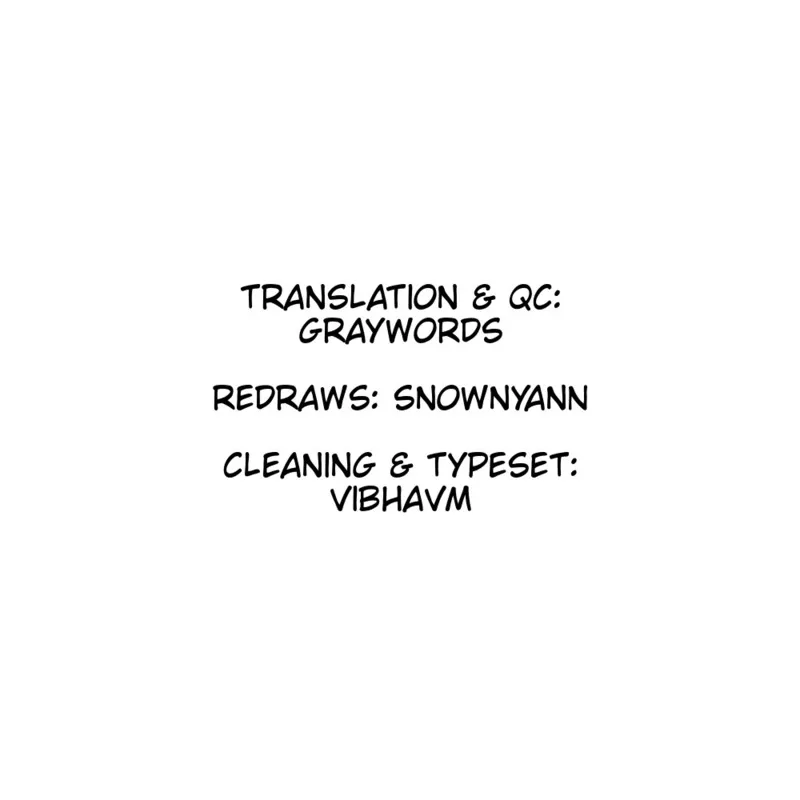 TRANSLATION & QC:
GRAYWORDS
REDRAWS: SNOWNYANN
CLEANING & TYPESET:
VIBHAVM